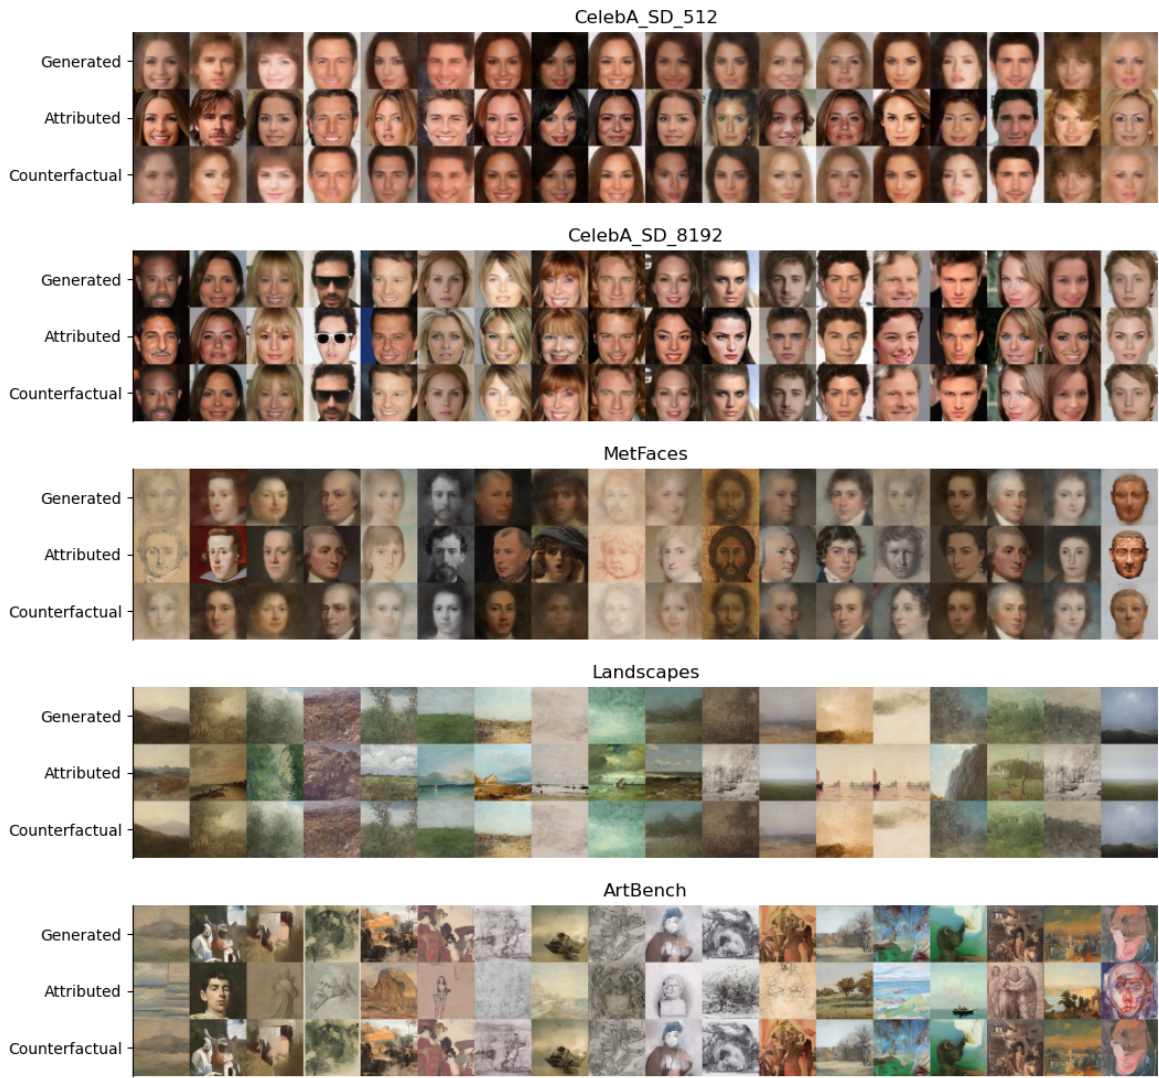 CelebA_SD_512
Generated
Attributed
Counterfactual
CelebA_SD_8192
Generated
Attributed
Counterfactual
MetFaces
Generated
Attributed
Counterfactual
Landscapes
Generated
Attributed
Counterfactual
ArtBench
Generated
Attributed
Counterfactual